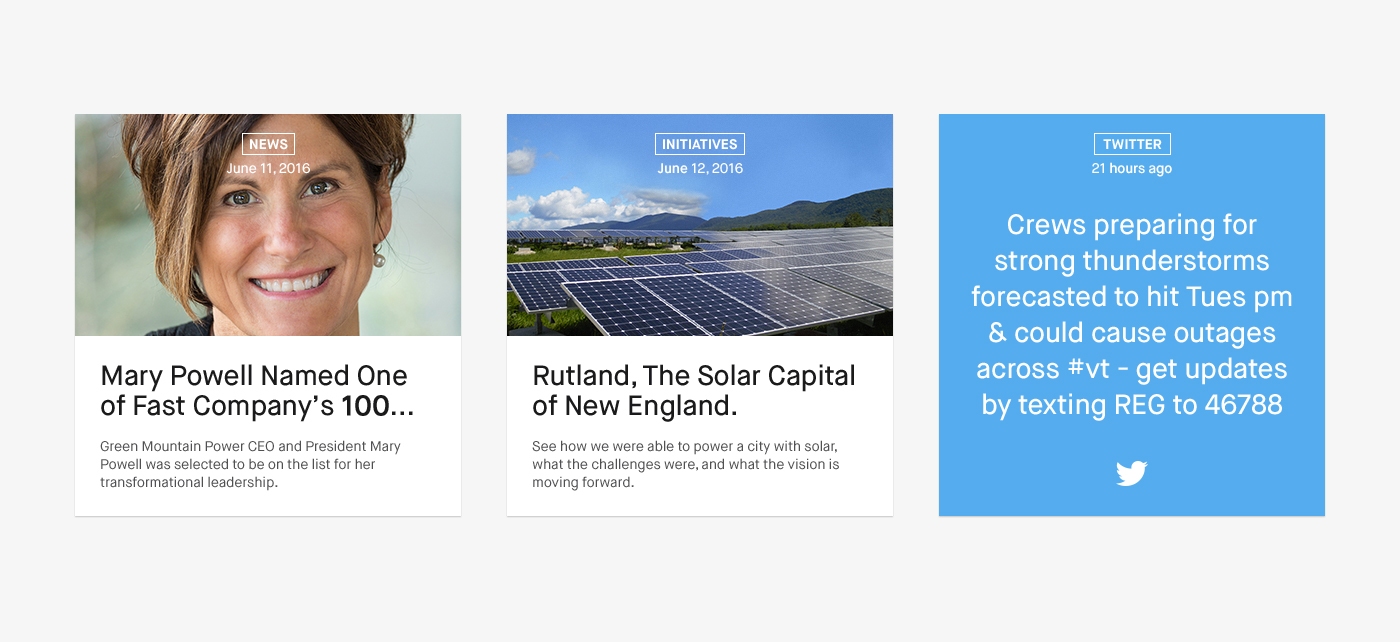 NEWS
June 11, 2016
Mary Powell Named One
of Fast Company’s 100...
Green Mountain Power CEO and President Mary
Powell was selected to be on the list for her
transformational leadership.
INITIATIVES
June 12, 2016
Rutland, The Solar Capital
of New England.
See how we were able to power a city with solar,
what the challenges were, and what the vision is
moving forward.
TWITTER
21 hours ago
Crews preparing for
strong thunderstorms
forecasted to hit Tues pm
& could cause outages
across #vt - get updates
by texting REG to 46788